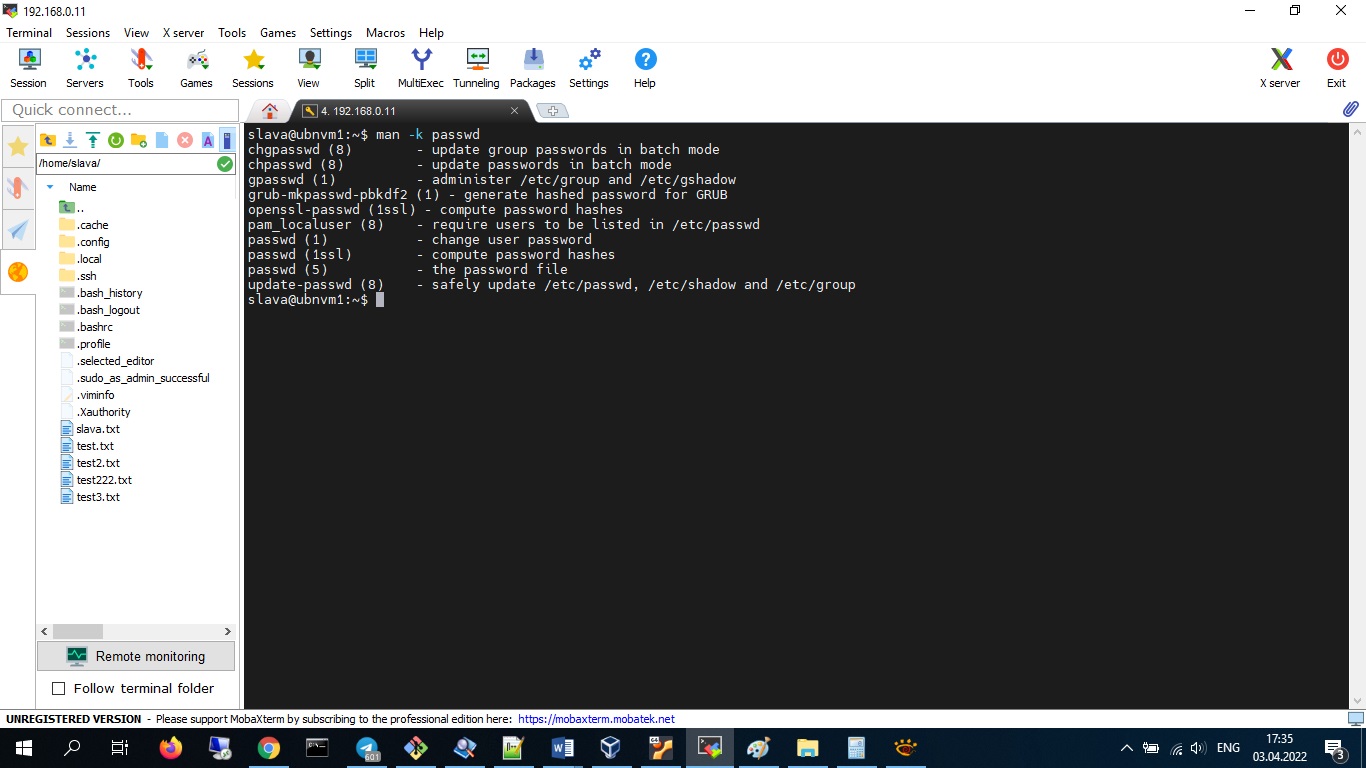 192.168.0.11
Terminal Sessions View X server Tools Games Settings Macros Help
Session Servers Tools Games Sessions View Split MultiExec Tunneling Packages Settings Help X server Exit
Quick connect...
4. 192.168.0.11
/home/slava/
Name
..
.cache
.config
.local
.ssh
.bash_history
.bash_logout
.bashrc
.profile
.selected_editor
.sudo_as_admin_successful
.viminfo
.Xauthority
slava.txt
test.txt
test2.txt
test222.txt
test3.txt
Remote monitoring
Follow terminal folder
slava@ubnvm1:~$ man -k passwd
chgpasswd (8)        - update group passwords in batch mode
chpasswd (8)         - update passwords in batch mode
gpasswd (1)          - administer /etc/group and /etc/gshadow
grub-mkpasswd-pbkdf2 (1) - generate hashed password for GRUB
openssl-passwd (1ssl) - compute password hashes
pam_localuser (8)    - require users to be listed in /etc/passwd
passwd (1)           - change user password
passwd (1ssl)        - compute password hashes
passwd (5)           - the password file
update-passwd (8)    - safely update /etc/passwd, /etc/shadow and /etc/group
slava@ubnvm1:~$
UNREGISTERED VERSION - Please support MobaXterm by subscribing to the professional edition here: https://mobaxterm.mobatek.net
601
64
ENG
17:35
03.04.2022
3